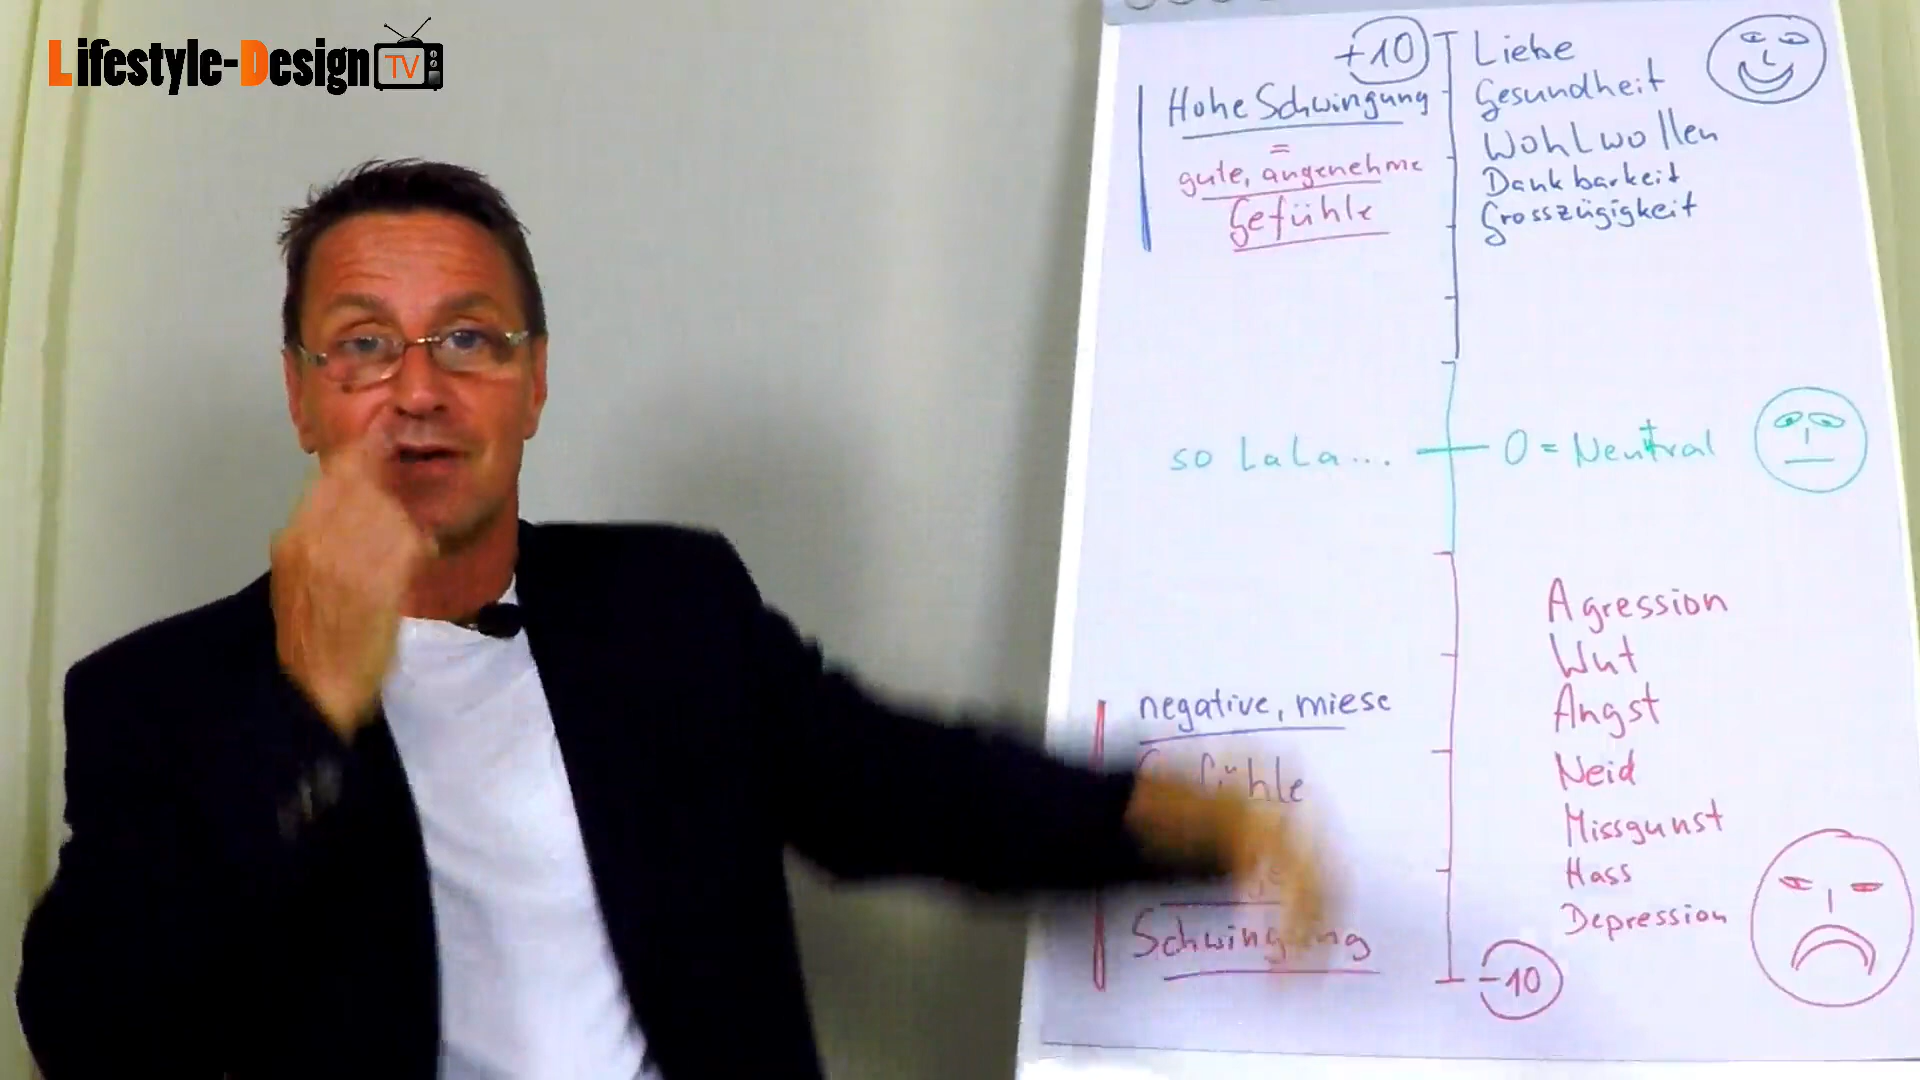 Lifestyle-Design TV
+10
Hohe Schwingung
=
gute, angenehme
Gefühle
Liebe
Gesundheit
Wohlwollen
Dankbarkeit
Grosszügigkeit
so LaLa... 0 = Neutral
negative, miese
Schwingung
Agression
Wut
Angst
Neid
Missgunst
Hass
Depression
-10